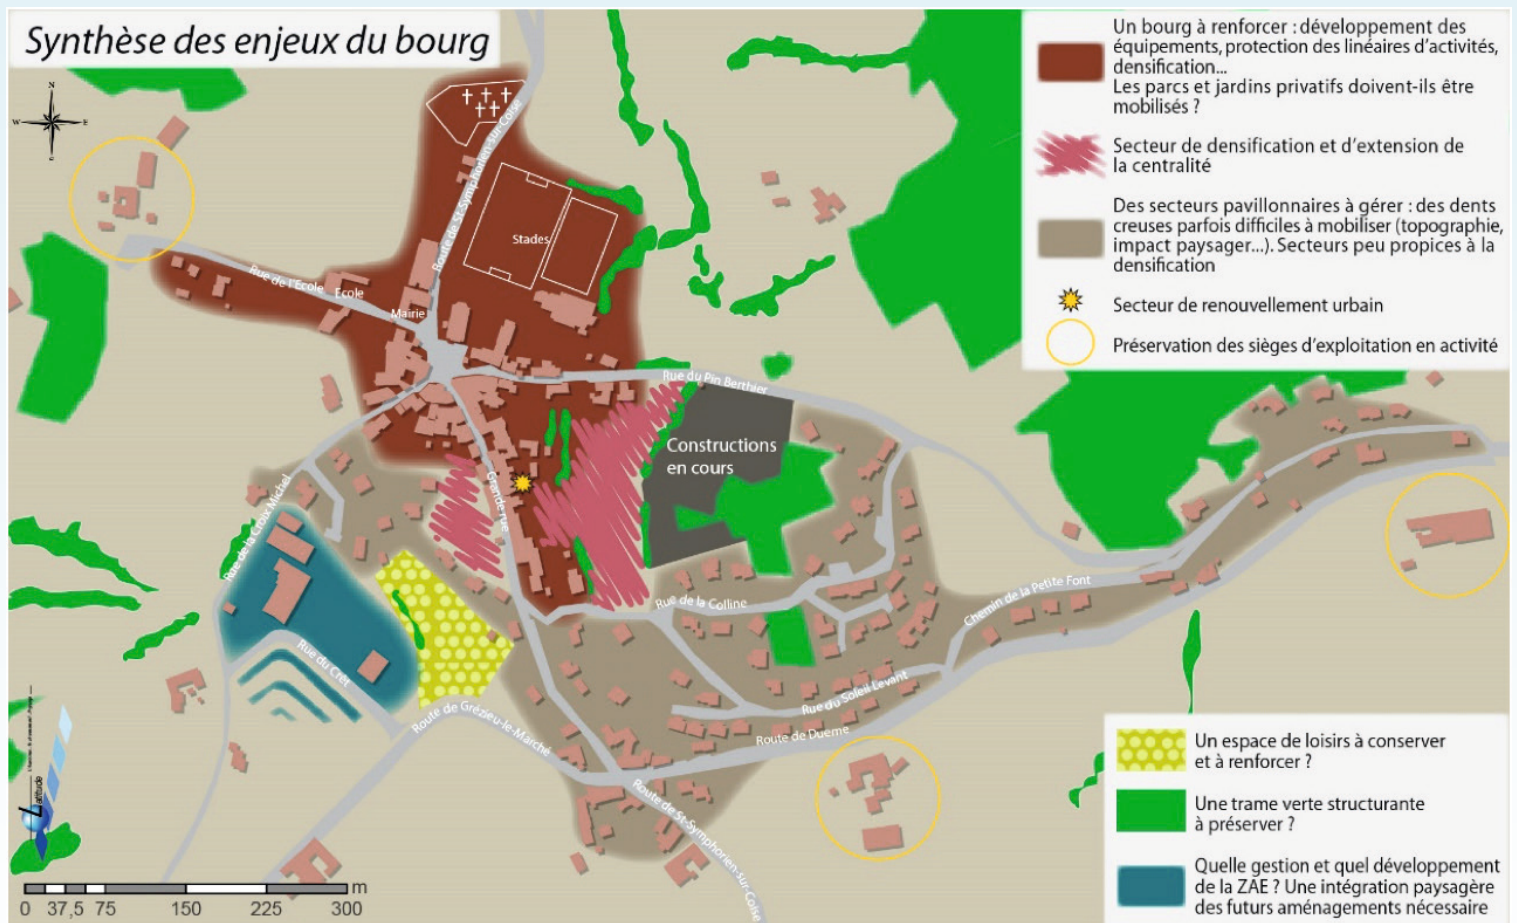 Synthèse des enjeux du bourg
N
W
E
S
Un bourg à renforcer : développement des
équipements, protection des linéaires d'activités,
densification...
Les parcs et jardins privatifs doivent-ils être
mobilisés ?
Secteur de densification et d'extension de
la centralité
Des secteurs pavillonnaires à gérer : des dents
creuses parfois difficiles à mobiliser (topographie,
impact paysager...). Secteurs peu propices à la
densification
Secteur de renouvellement urbain
Préservation des sièges d'exploitation en activité
Route de St-Symphorien-sur-Coise
Stades
Rue de l'Ecole
Ecole
Mairie
Rue du Pin Berthier
Constructions
en cours
Grande rue
Rue de la Croix Michel
Rue de la Colline
Chemin de la Petite Font
Rue du Crêt
Rue du Soleil Levant
Route de Grézieu-le-Marché
Route de Duerne
Route de St-Symphorien-sur-Coise
Latitude
Un espace de loisirs à conserver
et à renforcer ?
Une trame verte structurante
à préserver ?
Quelle gestion et quel développement
de la ZAE ? Une intégration paysagère
des futurs aménagements nécessaire
m
0 37,5 75 150 225 300